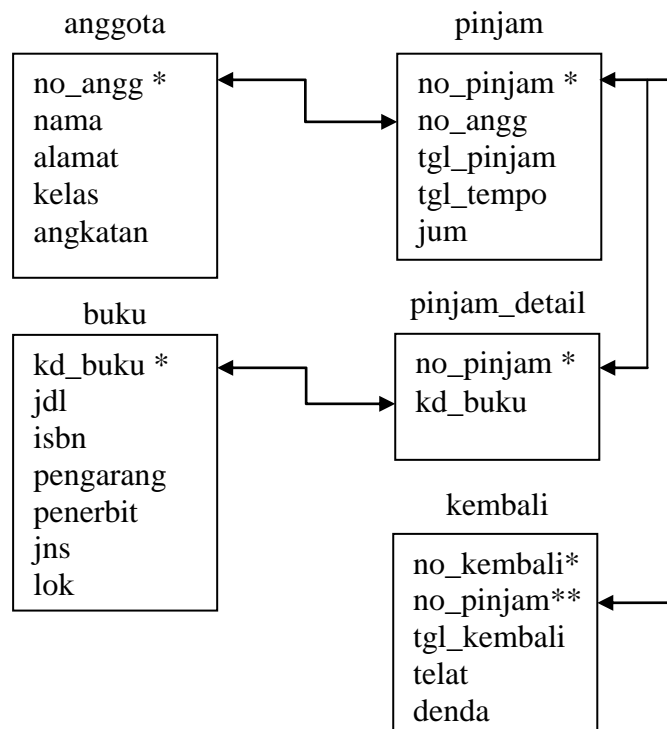 anggota
no_angg *
nama
alamat
kelas
angkatan
pinjam
no_pinjam *
no_angg
tgl_pinjam
tgl_tempo
jum
buku
kd_buku *
jdl
isbn
pengarang
penerbit
jns
lok
pinjam_detail
no_pinjam *
kd_buku
kembali
no_kembali*
no_pinjam**
tgl_kembali
telat
denda